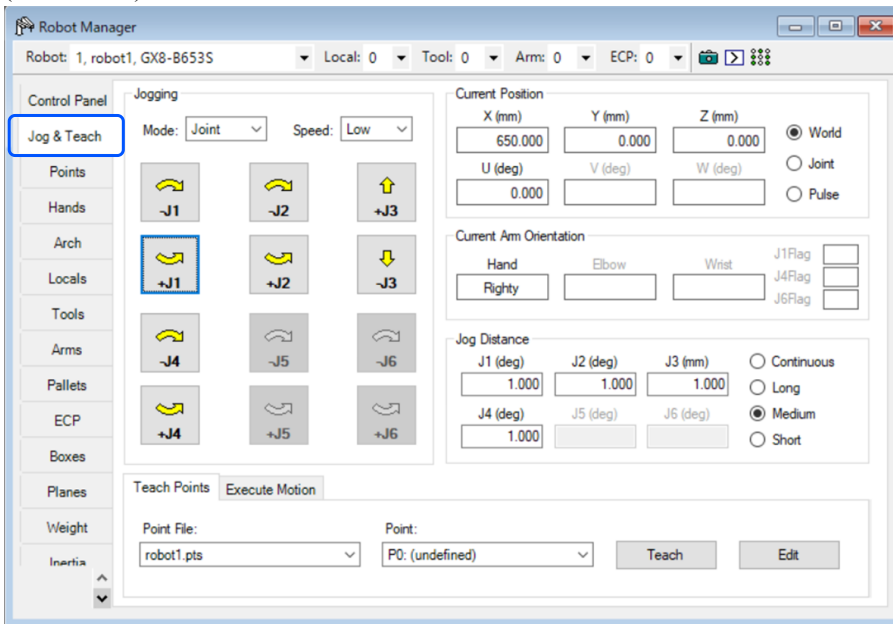 Robot Manager
Robot: 1, robot1, GX8-B653S Local: 0 Tool: 0 Arm: 0 ECP: 0
Control Panel
Jog & Teach
Points
Hands
Arch
Locals
Tools
Arms
Pallets
ECP
Boxes
Planes
Weight
Inertia
Jogging
Mode: Joint Speed: Low
-J1 -J2 +J3
+J1 +J2 -J3
-J4 -J5 -J6
+J4 +J5 +J6
Current Position
X (mm) Y (mm) Z (mm)
650.000 0.000 0.000
U (deg) V (deg) W (deg)
0.000
World
Joint
Pulse
Current Arm Orientation
Hand Elbow Wrist
Righty
J1Flag
J4Flag
J6Flag
Jog Distance
J1 (deg) J2 (deg) J3 (mm)
1.000 1.000 1.000
J4 (deg) J5 (deg) J6 (deg)
1.000
Continuous
Long
Medium
Short
Teach Points Execute Motion
Point File: Point:
robot1.pts P0: (undefined) Teach Edit